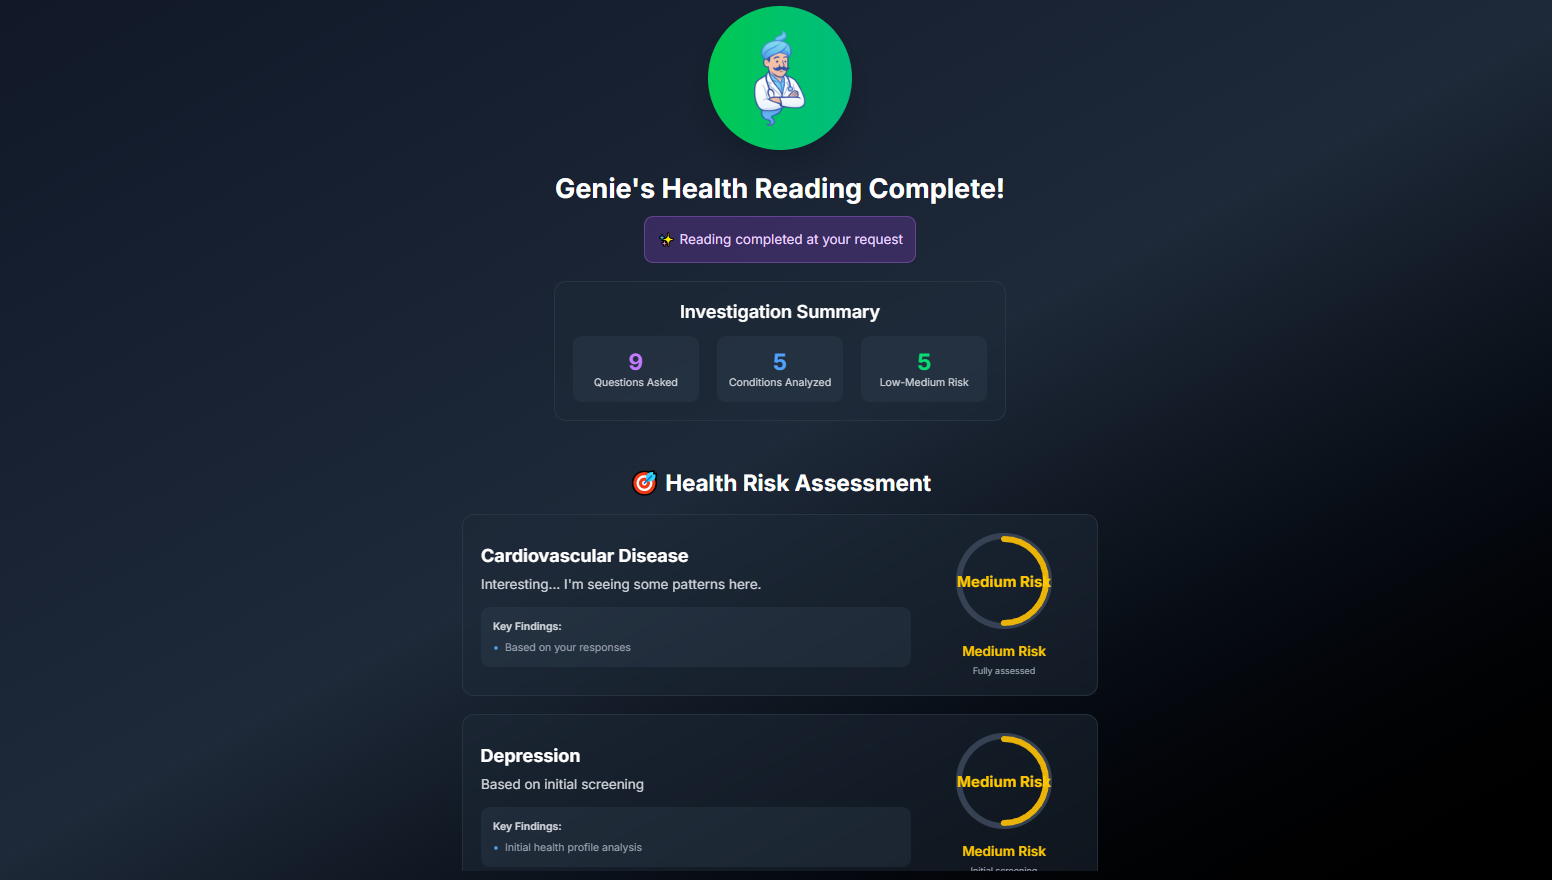 Genie's Health Reading Complete!
✨ Reading completed at your request
Investigation Summary
9
Questions Asked
5
Conditions Analyzed
5
Low-Medium Risk
🎯 Health Risk Assessment
Cardiovascular Disease
Interesting... I'm seeing some patterns here.
Key Findings:
• Based on your responses
Medium Risk
Medium Risk
Fully assessed
Depression
Based on initial screening
Key Findings:
• Initial health profile analysis
Medium Risk
Medium Risk
Initial screening